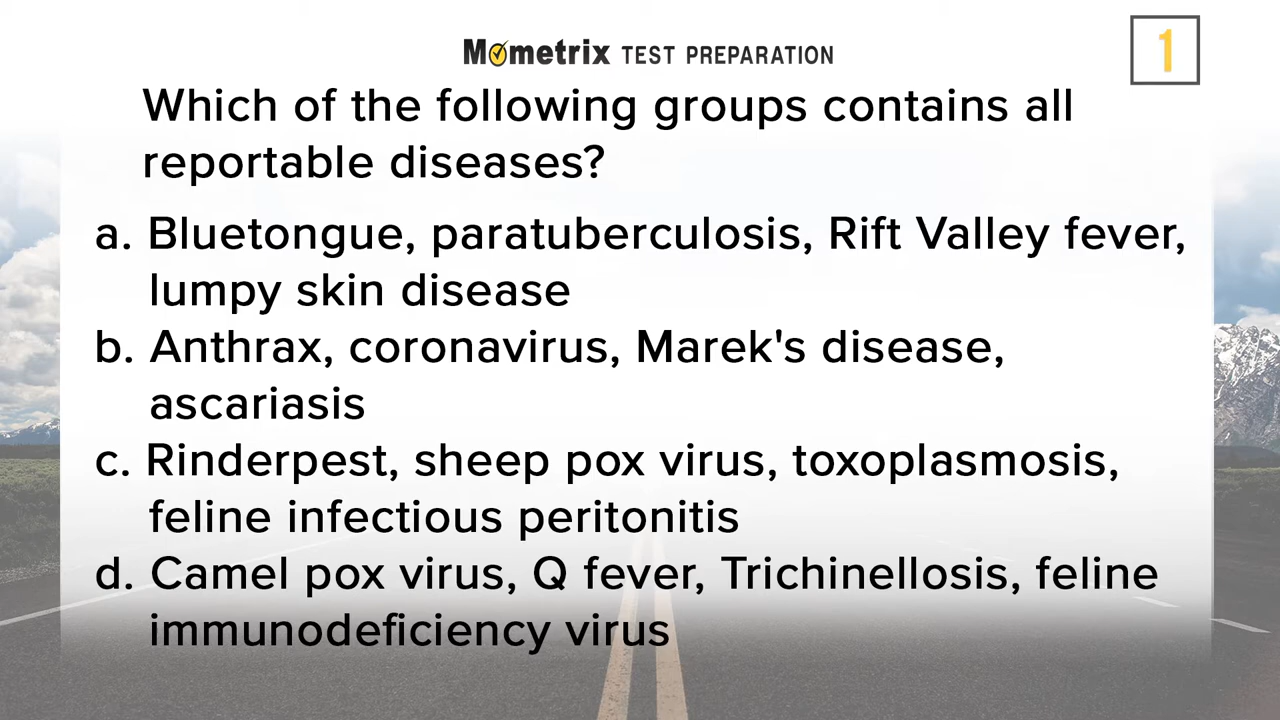 Mometrix TEST PREPARATION
1
Which of the following groups contains all
reportable diseases?
a. Bluetongue, paratuberculosis, Rift Valley fever,
lumpy skin disease
b. Anthrax, coronavirus, Marek's disease,
ascariasis
c. Rinderpest, sheep pox virus, toxoplasmosis,
feline infectious peritonitis
d. Camel pox virus, Q fever, Trichinellosis, feline
immunodeficiency virus